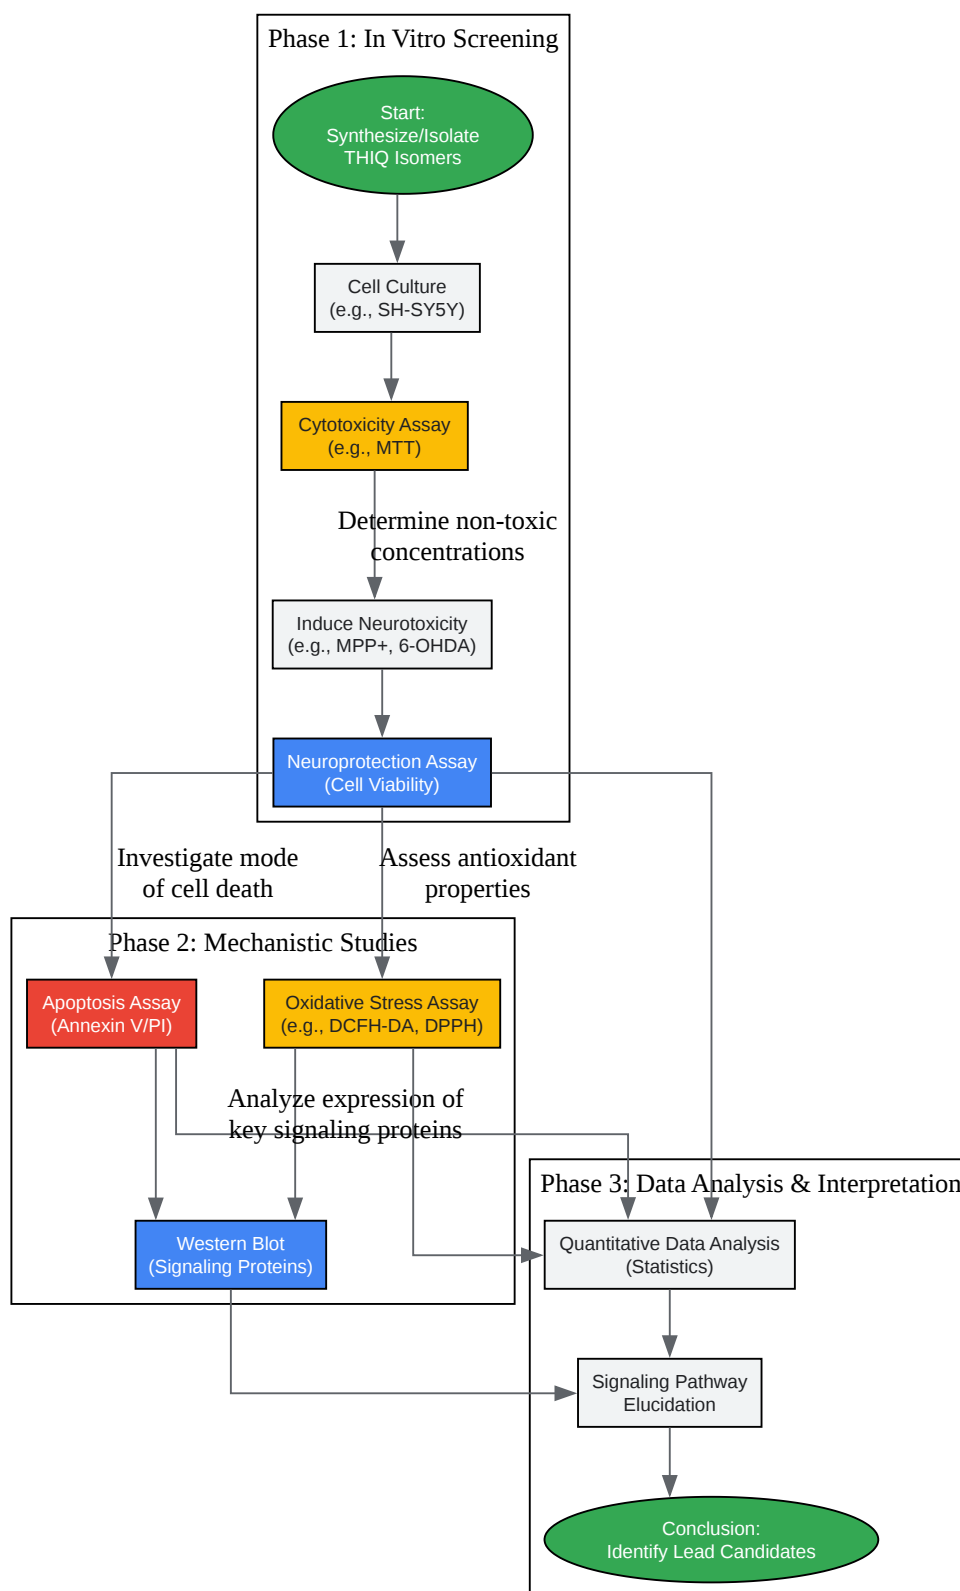 Phase 1: In Vitro Screening
Start:
Synthesize/Isolate
THIQ Isomers
Cell Culture
(e.g., SH-SY5Y)
Cytotoxicity Assay
(e.g., MTT)
Determine non-toxic
concentrations
Induce Neurotoxicity
(e.g., MPP+, 6-OHDA)
Neuroprotection Assay
(Cell Viability)
Investigate mode
of cell death
Assess antioxidant
properties
Phase 2: Mechanistic Studies
Apoptosis Assay
(Annexin V/PI)
Oxidative Stress Assay
(e.g., DCFH-DA, DPPH)
Analyze expression of
key signaling proteins
Phase 3: Data Analysis & Interpretation
Western Blot
(Signaling Proteins)
Quantitative Data Analysis
(Statistics)
Signaling Pathway
Elucidation
Conclusion:
Identify Lead Candidates